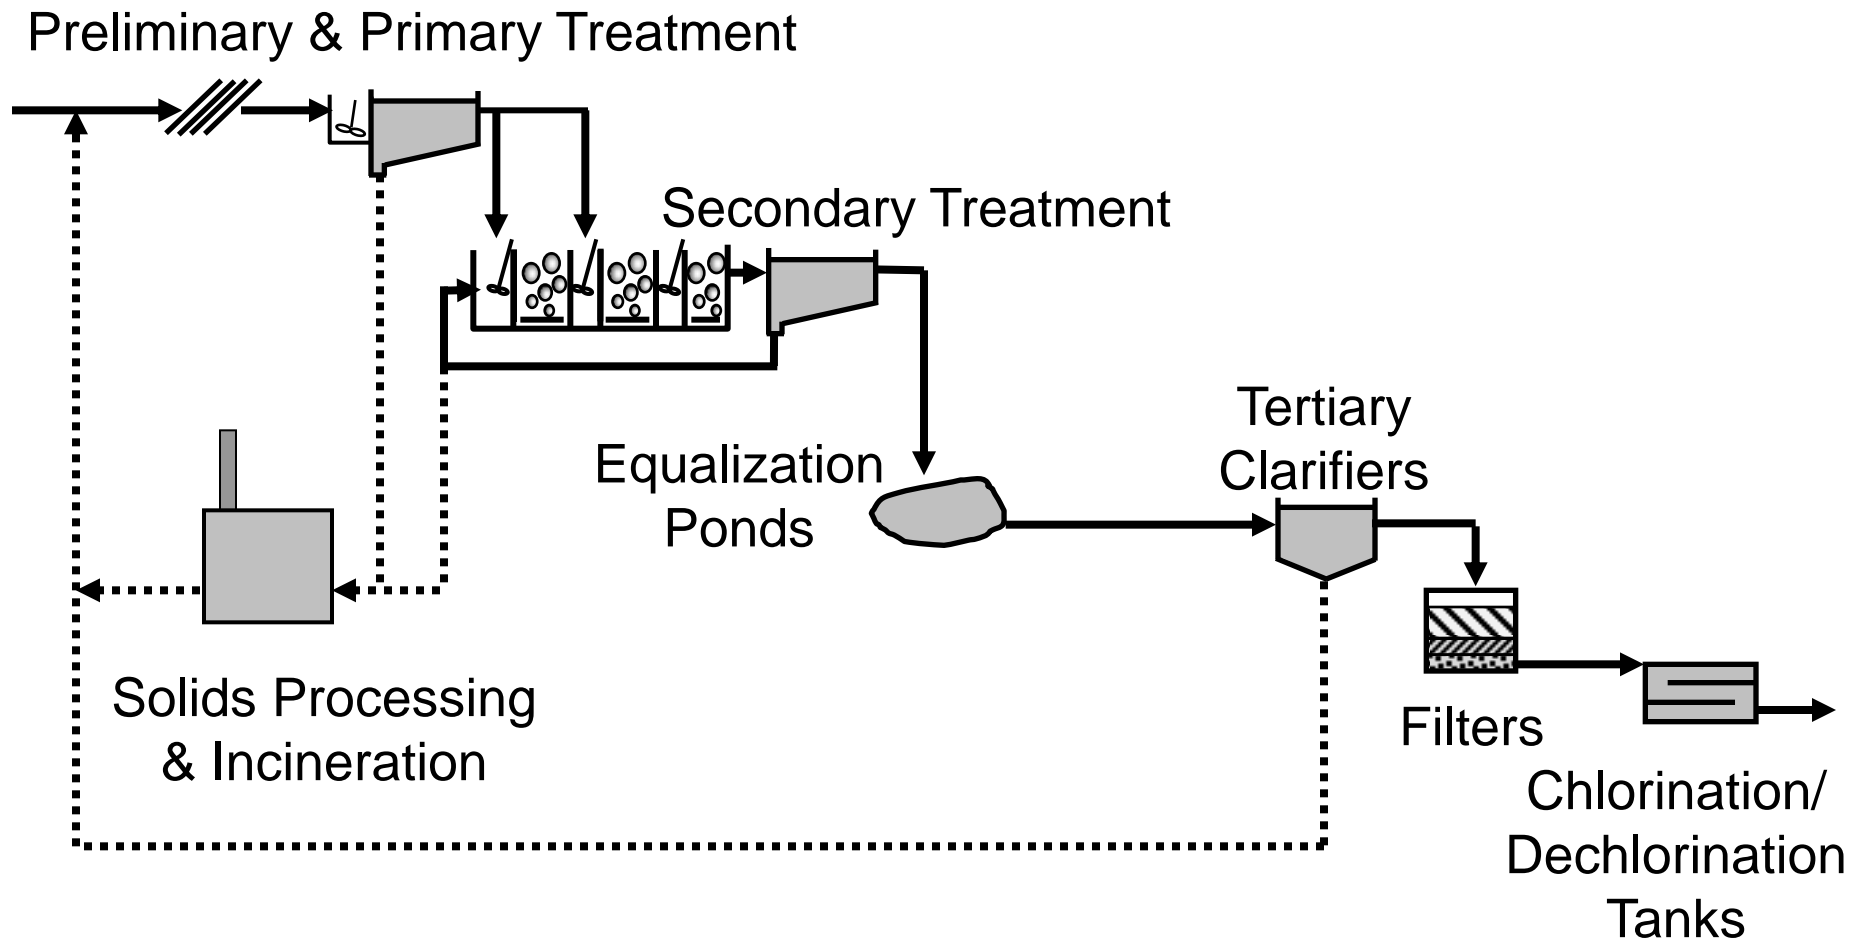 Preliminary & Primary Treatment
Secondary Treatment
Tertiary
Clarifiers
Equalization
Ponds
Solids Processing
& Incineration
Filters
Chlorination/
Dechlorination
Tanks